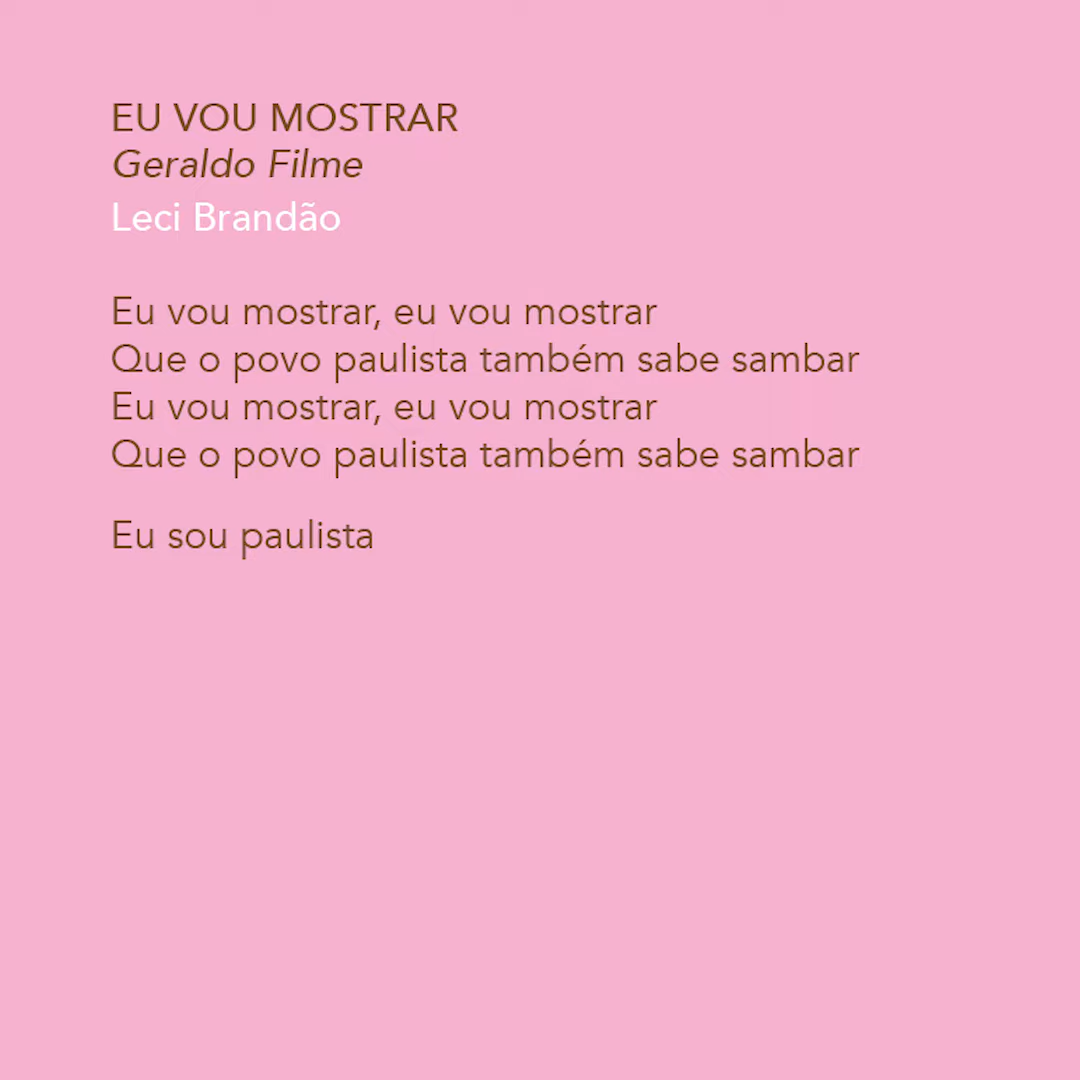 EU VOU MOSTRAR
Geraldo Filme
Leci Brandão
Eu vou mostrar, eu vou mostrar
Que o povo paulista também sabe sambar
Eu vou mostrar, eu vou mostrar
Que o povo paulista também sabe sambar
Eu sou paulista